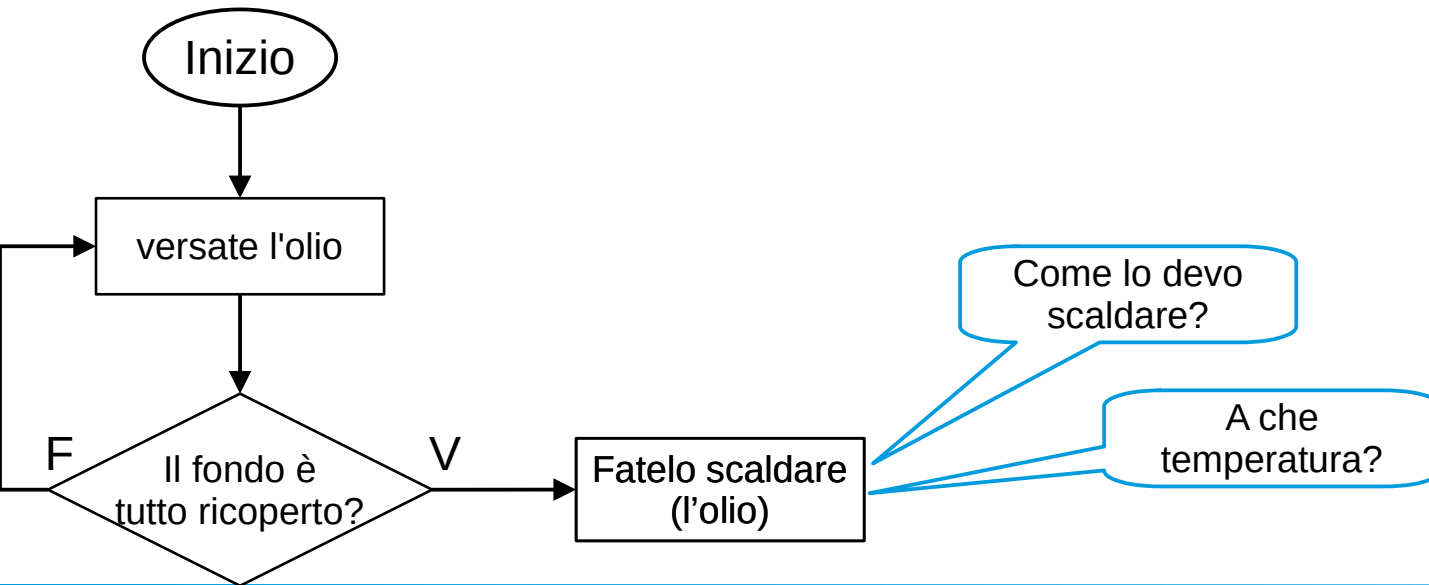 Inizio
versate l'olio
Come lo devo
scaldare?
A che
temperatura?
F
V
Il fondo è
tutto ricoperto?
Fatelo scaldare
(l’olio)